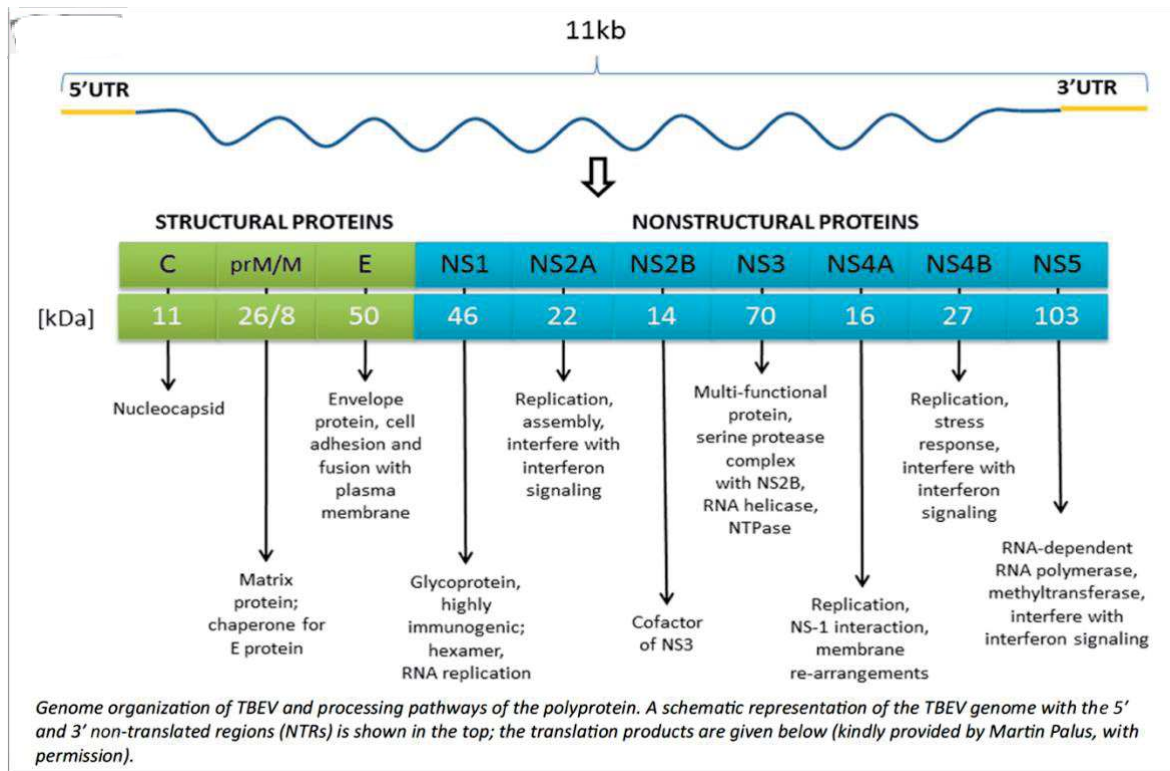 11kb
5'UTR
3'UTR
STRUCTURAL PROTEINS
NONSTRUCTURAL PROTEINS
C prM/M E NS1 NS2A NS2B NS3 NS4A NS4B NS5
[kDa] 11 26/8 50 46 22 14 70 16 27 103
Nucleocapsid
Matrix
protein;
chaperone for
E protein
Envelope
protein, cell
adhesion and
fusion with
plasma
membrane
Glycoprotein,
highly
immunogenic;
hexamer,
RNA replication
Replication,
assembly,
interfere with
interferon
signaling
Cofactor
of NS3
Multi-functional
protein,
serine protease
complex
with NS2B,
RNA helicase,
NTPase
Replication,
NS-1 interaction,
membrane
re-arrangements
Replication,
stress
response,
interfere with
interferon
signaling
RNA-dependent
RNA polymerase,
methyltransferase,
interfere with
interferon signaling
Genome organization of TBEV and processing pathways of the polyprotein. A schematic representation of the TBEV genome with the 5'
and 3' non-translated regions (NTRs) is shown in the top; the translation products are given below (kindly provided by Martin Palus, with
permission).